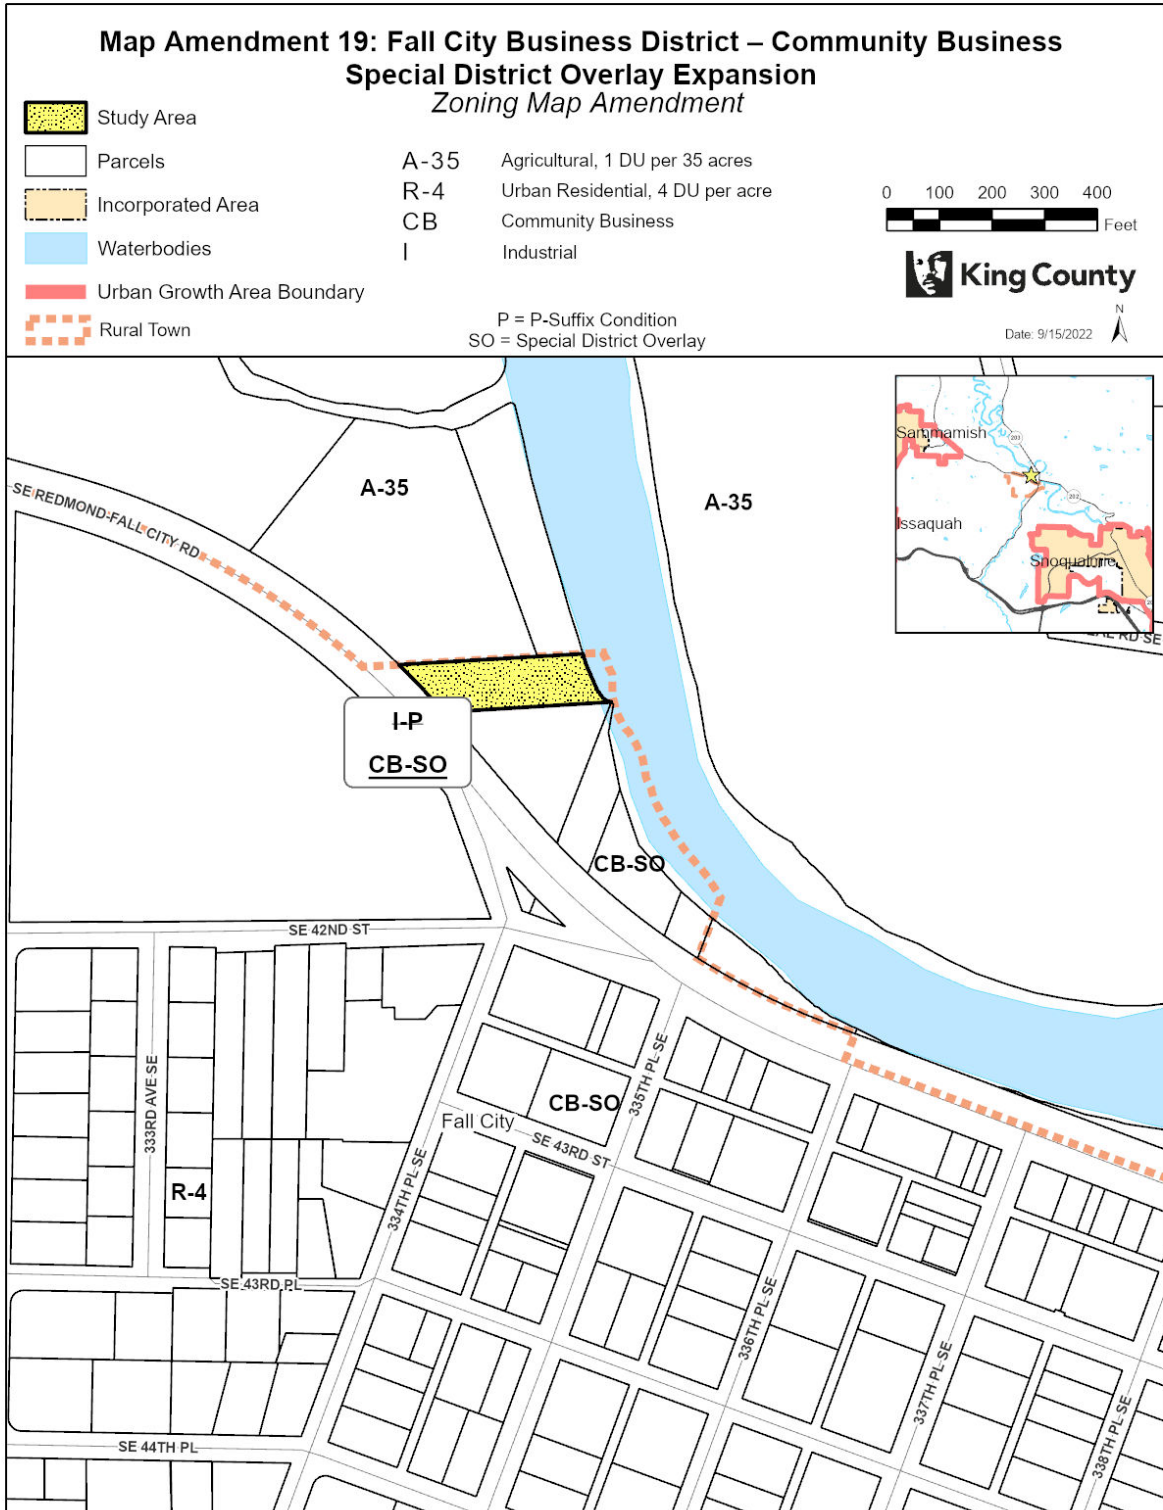 Map Amendment 19: Fall City Business District – Community Business
Special District Overlay Expansion
Zoning Map Amendment
Study Area
Parcels
Incorporated Area
Waterbodies
Urban Growth Area Boundary
Rural Town
A-35 Agricultural, 1 DU per 35 acres
R-4 Urban Residential, 4 DU per acre
CB Community Business
I Industrial
P = P-Suffix Condition
SO = Special District Overlay
0 100 200 300 400
Feet
King County
N
Date: 9/15/2022
Sammamish
203
202
Issaquah
Snoqualmie
RD SE
A-35
A-35
SE REDMOND-FALL CITY RD
I-P
CB-SO
CB-SO
SE 42ND ST
333RD AVE SE
335TH PL SE
CB-SO
Fall City
SE 43RD ST
334TH PL SE
R-4
SE 43RD PL
336TH PL SE
337TH PL SE
338TH PL SE
SE 44TH PL